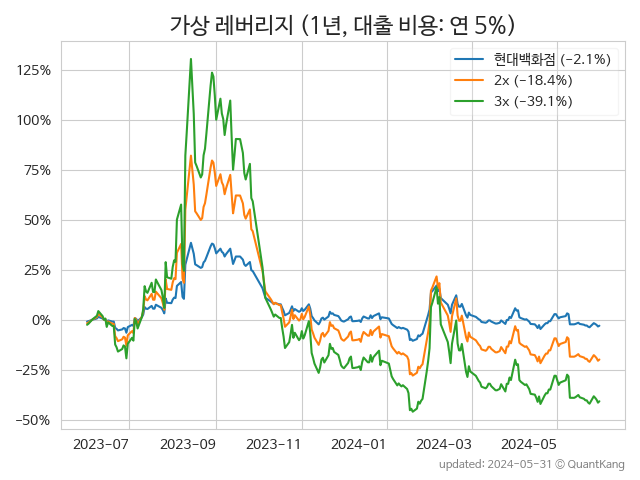 가상 레버리지 (1년, 대출 비용: 연 5%)
현대백화점 (−2.1%)
2x (−18.4%)
3x (−39.1%)
125%
100%
75%
50%
25%
0%
−25%
−50%
2023-07 2023-09 2023-11 2024-01 2024-03 2024-05
updated: 2024-05-31 © QuantKang